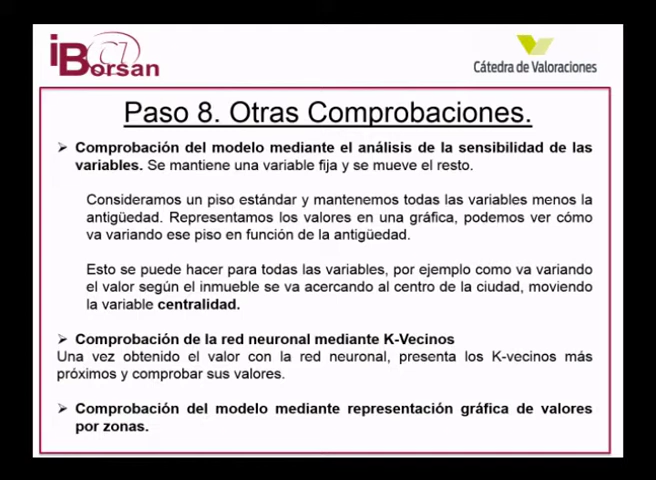 iBorsan
Cátedra de Valoraciones
Paso 8. Otras Comprobaciones.
➢ Comprobación del modelo mediante el análisis de la sensibilidad de las
variables. Se mantiene una variable fija y se mueve el resto.
Consideramos un piso estándar y mantenemos todas las variables menos la
antigüedad. Representamos los valores en una gráfica, podemos ver cómo
va variando ese piso en función de la antigüedad.
Esto se puede hacer para todas las variables, por ejemplo como va variando
el valor según el inmueble se va acercando al centro de la ciudad, moviendo
la variable centralidad.
➢ Comprobación de la red neuronal mediante K-Vecinos
Una vez obtenido el valor con la red neuronal, presenta los K-vecinos más
próximos y comprobar sus valores.
➢ Comprobación del modelo mediante representación gráfica de valores
por zonas.